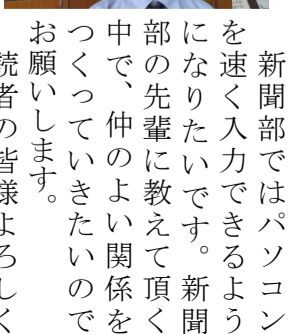 新聞部ではパソコン
を速く入力できるよう
になりたいです。新聞
部の先輩に教えて頂く
中で、仲のよい関係を
つくっていきたいので
お願いします。
読者の皆様よろしく